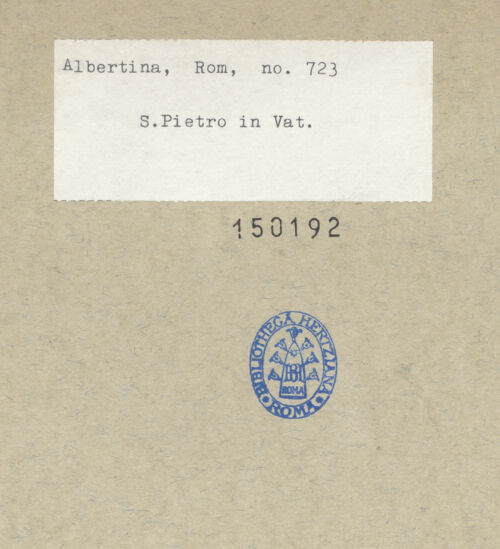 Albertina, Rom, no. 723
S.Pietro in Vat.
150192
BIBLIOTHECA HERTZIANA
ROMA
ROMA